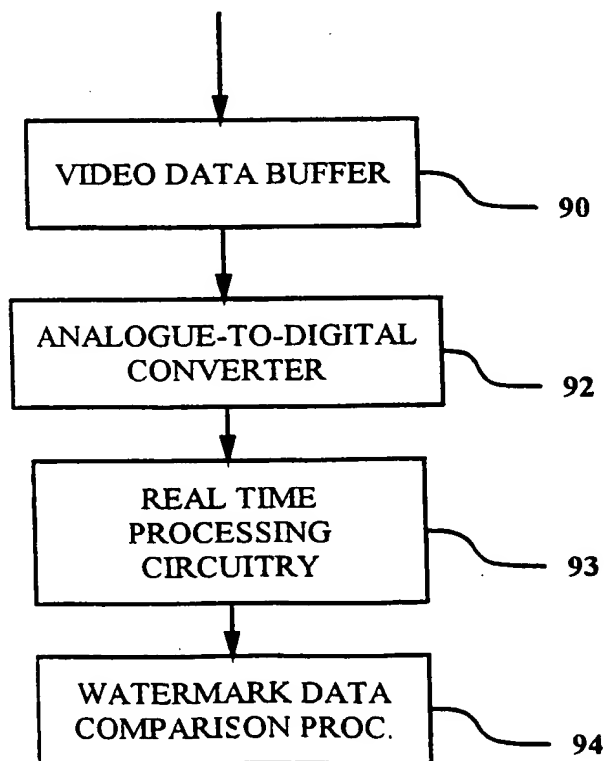 VIDEO DATA BUFFER
90
ANALOGUE-TO-DIGITAL
CONVERTER
92
REAL TIME
PROCESSING
CIRCUITRY
93
WATERMARK DATA
COMPARISON PROC.
94